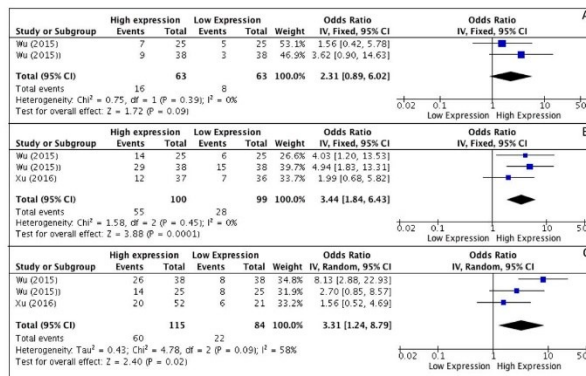 A
High expression Low Expression Odds Ratio Odds Ratio
Study or Subgroup Events Total Events Total Weight IV, Fixed, 95% CI IV, Fixed, 95% CI
Wu (2015) 7 25 5 25 53.1% 1.56 [0.42, 5.78]
Wu (2015)) 9 38 3 38 46.9% 3.62 [0.90, 14.63]
Total (95% CI) 63 63 100.0% 2.31 [0.89, 6.02]
Total events 16 8
Heterogeneity: Chi² = 0.75, df = 1 (P = 0.39); I² = 0%
Test for overall effect: Z = 1.72 (P = 0.09)
0.02 0.1 1 10 50
Low Expression High Expression
B
High expression Low Expression Odds Ratio Odds Ratio
Study or Subgroup Events Total Events Total Weight IV, Fixed, 95% CI IV, Fixed, 95% CI
Wu (2015) 14 25 6 25 26.6% 4.03 [1.20, 13.53]
Wu (2015)) 29 38 15 38 39.7% 4.94 [1.83, 13.31]
Xu (2016) 12 37 7 36 33.7% 1.99 [0.68, 5.82]
Total (95% CI) 100 99 100.0% 3.44 [1.84, 6.43]
Total events 55 28
Heterogeneity: Chi² = 1.58, df = 2 (P = 0.45); I² = 0%
Test for overall effect: Z = 3.88 (P = 0.0001)
0.02 0.1 1 10 50
Low Expression High Expression
C
High expression Low Expression Odds Ratio Odds Ratio
Study or Subgroup Events Total Events Total Weight IV, Random, 95% CI IV, Random, 95% CI
Wu (2015) 26 38 8 38 34.8% 8.13 [2.88, 22.93]
Wu (2015)) 14 25 8 25 31.9% 2.70 [0.85, 8.57]
Xu (2016) 20 52 6 21 33.3% 1.56 [0.52, 4.69]
Total (95% CI) 115 84 100.0% 3.31 [1.24, 8.79]
Total events 60 22
Heterogeneity: Tau² = 0.43; Chi² = 4.78, df = 2 (P = 0.09); I² = 58%
Test for overall effect: Z = 2.40 (P = 0.02)
0.02 0.1 1 10 50
Low Expression High Expression